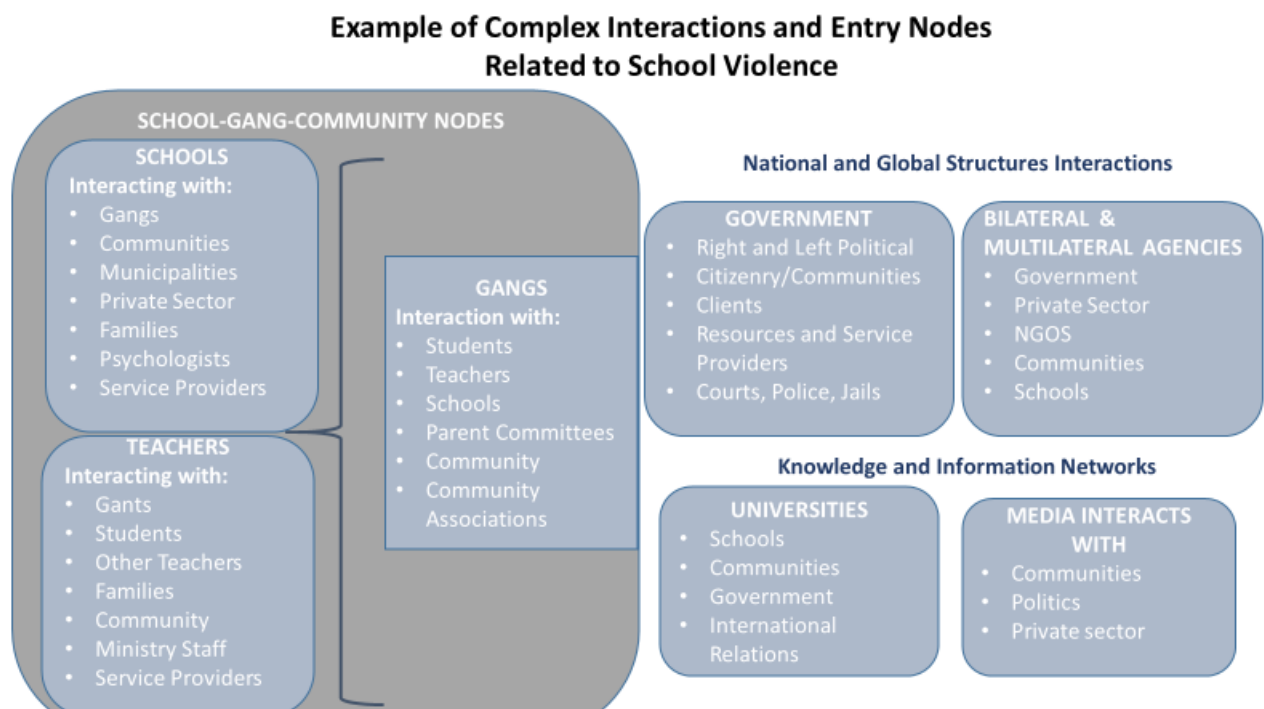 Example of Complex Interactions and Entry Nodes
Related to School Violence
SCHOOL-GANG-COMMUNITY NODES
SCHOOLS
Interacting with:
• Gangs
• Communities
• Municipalities
• Private Sector
• Families
• Psychologists
• Service Providers
TEACHERS
Interacting with:
• Gants
• Students
• Other Teachers
• Families
• Community
• Ministry Staff
• Service Providers
GANGS
Interaction with:
• Students
• Teachers
• Schools
• Parent Committees
• Community
• Community
Associations
National and Global Structures Interactions
GOVERNMENT
• Right and Left Political
• Citizenry/Communities
• Clients
• Resources and Service
Providers
• Courts, Police, Jails
BILATERAL &
MULTILATERAL AGENCIES
• Government
• Private Sector
• NGOS
• Communities
• Schools
Knowledge and Information Networks
UNIVERSITIES
• Schools
• Communities
• Government
• International
Relations
MEDIA INTERACTS
WITH
• Communities
• Politics
• Private sector